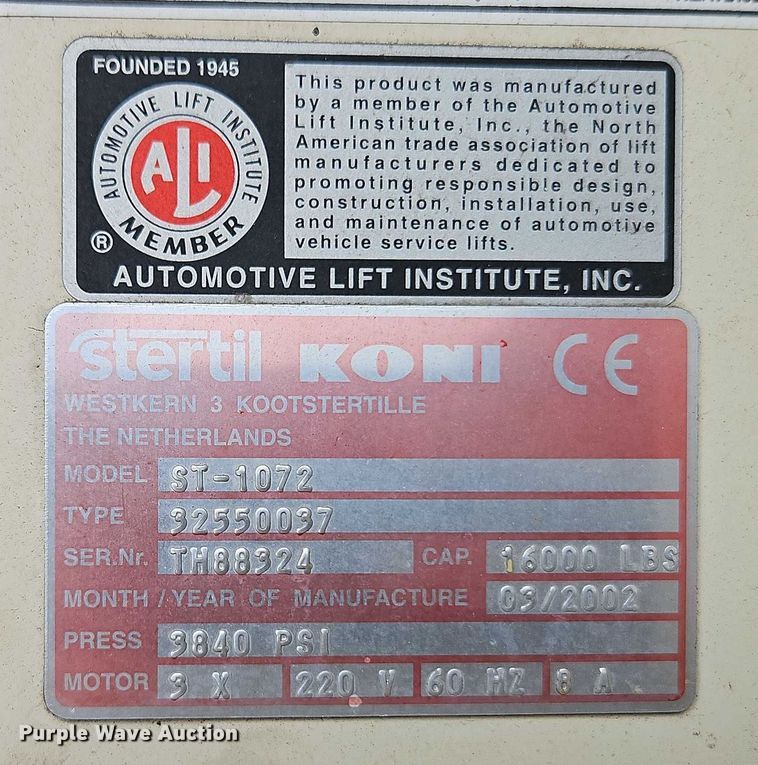 FOUNDED 1945
AUTOMOTIVE LIFT INSTITUTE
ALI
MEMBER
®
This product was manufactured
by a member of the Automotive
Lift Institute, Inc., the North
American trade association of lift
manufacturers dedicated to
promoting responsible design,
construction, installation, use,
and maintenance of automotive
vehicle service lifts.
AUTOMOTIVE LIFT INSTITUTE, INC.
stertil KONI CE
WESTKERN 3 KOOTSTERTILLE
THE NETHERLANDS
MODEL ST-1072
TYPE 32550037
SER.Nr. TH88324 CAP. 16000 LBS
MONTH / YEAR OF MANUFACTURE 03/2002
PRESS 3840 PSI
MOTOR 3 X 220 V 60 HZ 8 A
Purple Wave Auction